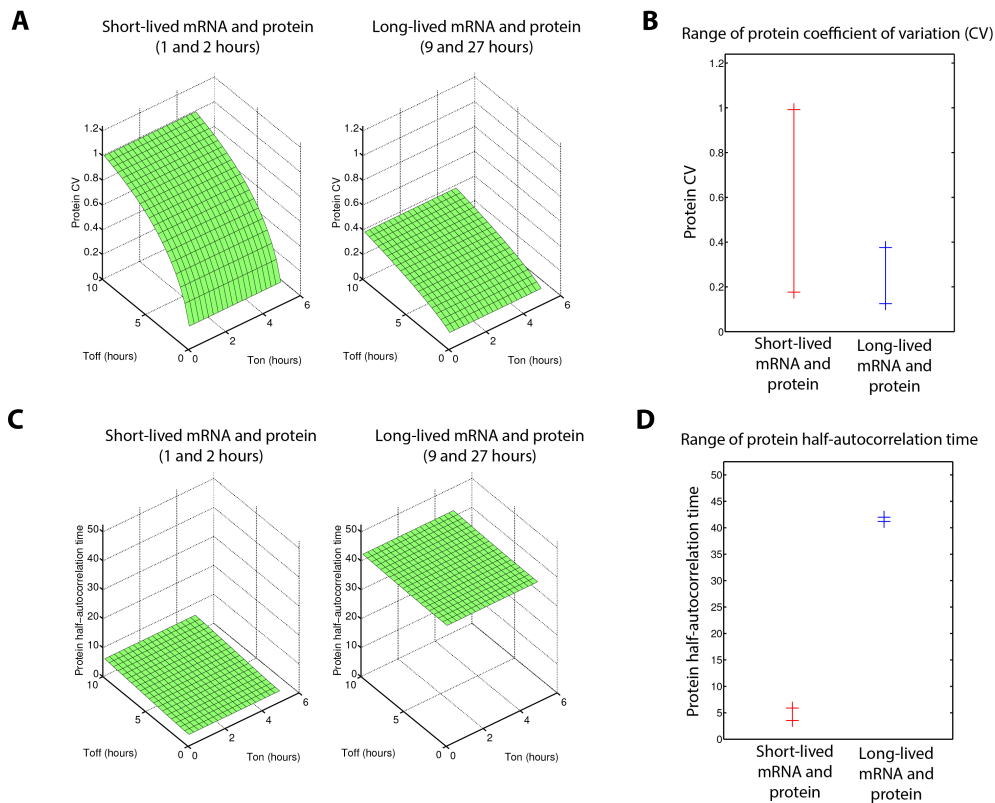 A
Short-lived mRNA and protein
(1 and 2 hours)
Long-lived mRNA and protein
(9 and 27 hours)
1.2
1
0.8
0.6
0.4
0.2
0
10
5
0
0
2
4
6
Protein CV
Toff (hours)
Ton (hours)
1.2
1
0.8
0.6
0.4
0.2
0
10
5
0
0
2
4
6
Protein CV
Toff (hours)
Ton (hours)
B
Range of protein coefficient of variation (CV)
1.2
1
0.8
0.6
0.4
0.2
0
Protein CV
Short-lived
mRNA and
protein
Long-lived
mRNA and
protein
C
Short-lived mRNA and protein
(1 and 2 hours)
Long-lived mRNA and protein
(9 and 27 hours)
50
40
30
20
10
0
10
5
0
0
2
4
6
Protein half-autocorrelation time
Toff (hours)
Ton (hours)
50
40
30
20
10
0
10
5
0
0
2
4
6
Protein half-autocorrelation time
Toff (hours)
Ton (hours)
D
Range of protein half-autocorrelation time
50
45
40
35
30
25
20
15
10
5
0
Protein half-autocorrelation time
Short-lived
mRNA and
protein
Long-lived
mRNA and
protein